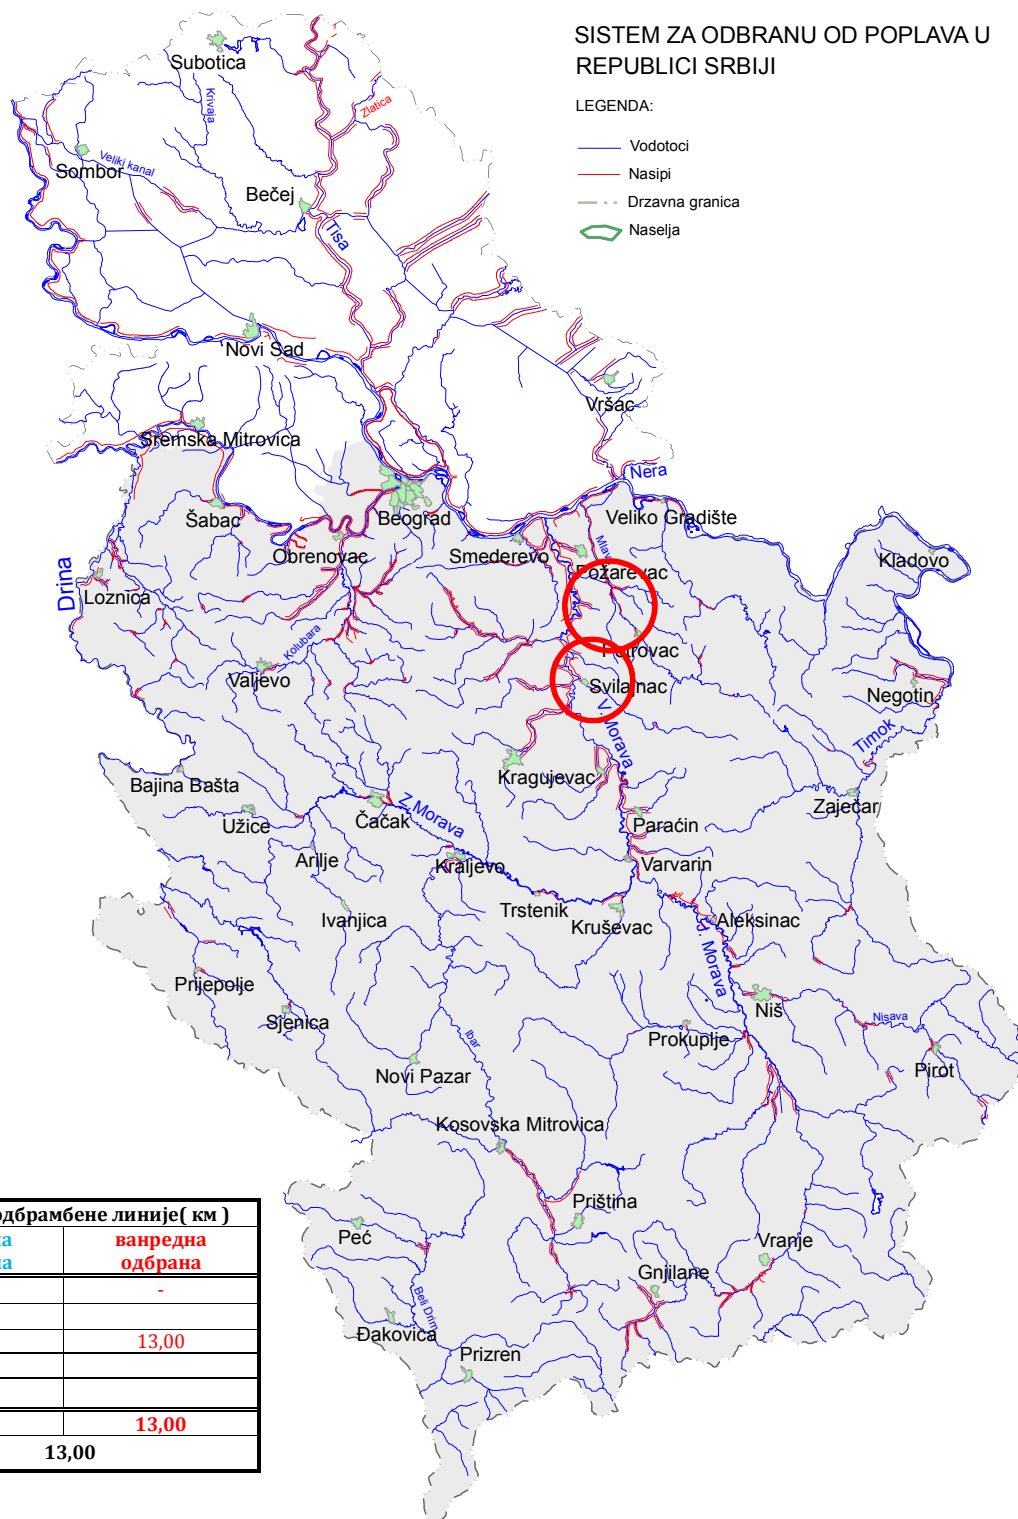 SISTEM ZA ODBRANU OD POPLAVA U
REPUBLICI SRBIJI
LEGENDA:
Vodotoci
Nasipi
Drzavna granica
Naselja
Subotica
Krivaja
Zlatica
Sombor
Veliki kanal
Bečej
Tisa
Novi Sad
Vršac
Sremska Mitrovica
Nera
Šabac
Beograd
Veliko Gradište
Obrenovac
Smederevo
Požarevac
Kladovo
Drina
Loznica
Kolubara
Petrovac
Valjevo
Svilajnac
Negotin
V. Morava
Timok
Kragujevac
Bajina Bašta
Zaječar
Užice
Čačak
Z.Morava
Paraćin
Arilje
Kraljevo
Varvarin
Ivanjica
Trstenik
Kruševac
Aleksinac
J. Morava
Prijepolje
Niš
Sjenica
Nisava
Prokuplje
Ibar
Pirot
Novi Pazar
Kosovska Mitrovica
Priština
Peć
Vranje
Gnjilane
Beli Drim
Đakovica
Prizren
одбрамбене линије( км )
ванредна
одбрана
-
13,00
13,00
13,00